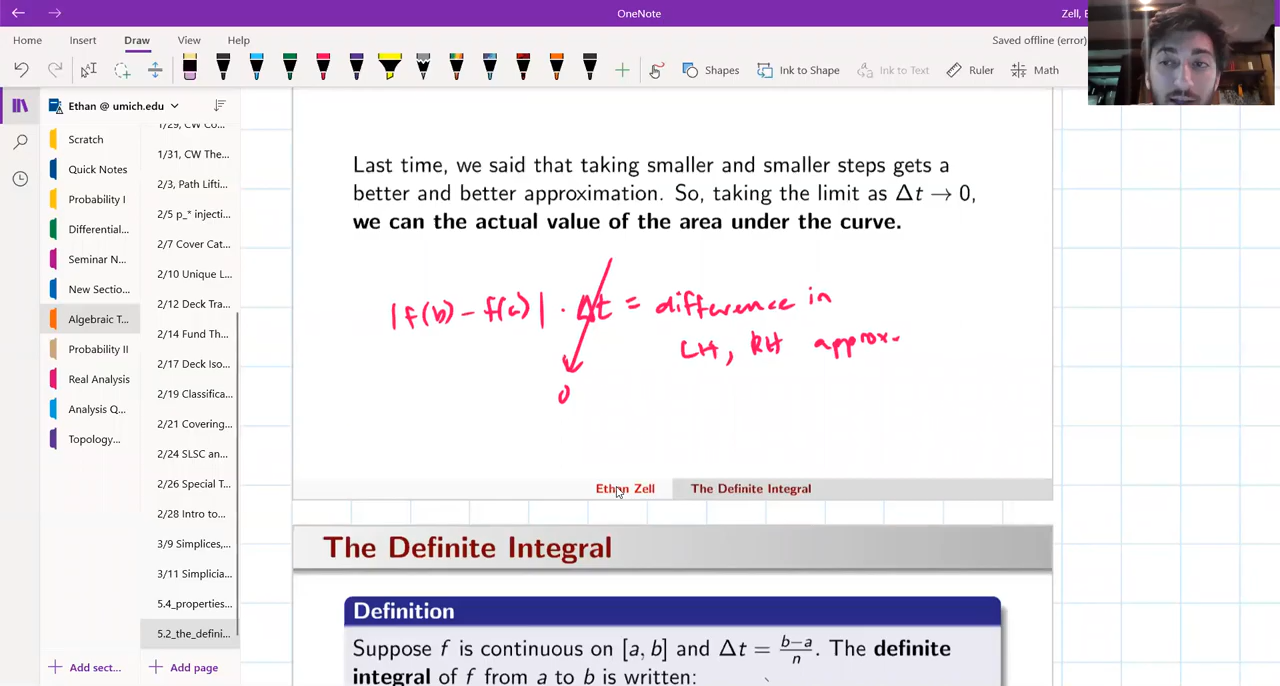 OneNote
Zell, E
Home
Insert
Draw
View
Help
Saved offline (error)
Shapes
Ink to Shape
Ink to Text
Ruler
Math
Ethan @ umich.edu
Scratch
Quick Notes
Probability I
Differential...
Seminar N...
New Sectio...
Algebraic T...
Probability II
Real Analysis
Analysis Q...
Topology...
Add sect...
1/29, CW Co...
1/31, CW The...
2/3, Path Lifti...
2/5 p_* injecti...
2/7 Cover Cat...
2/10 Unique L...
2/12 Deck Tra...
2/14 Fund Th...
2/17 Deck Iso...
2/19 Classifica...
2/21 Covering...
2/24 SLSC an...
2/26 Special T...
2/28 Intro to...
3/9 Simplices,...
3/11 Simplicia...
5.4_properties...
5.2_the_defini...
Add page
Last time, we said that taking smaller and smaller steps gets a
better and better approximation. So, taking the limit as Δt → 0,
we can the actual value of the area under the curve.
|f(b) - f(a)| · Δt = difference in
LH, RH approx.
0
Ethan Zell
The Definite Integral
The Definite Integral
Definition
Suppose f is continuous on [a, b] and Δt = b−a/n. The definite
integral of f from a to b is written: